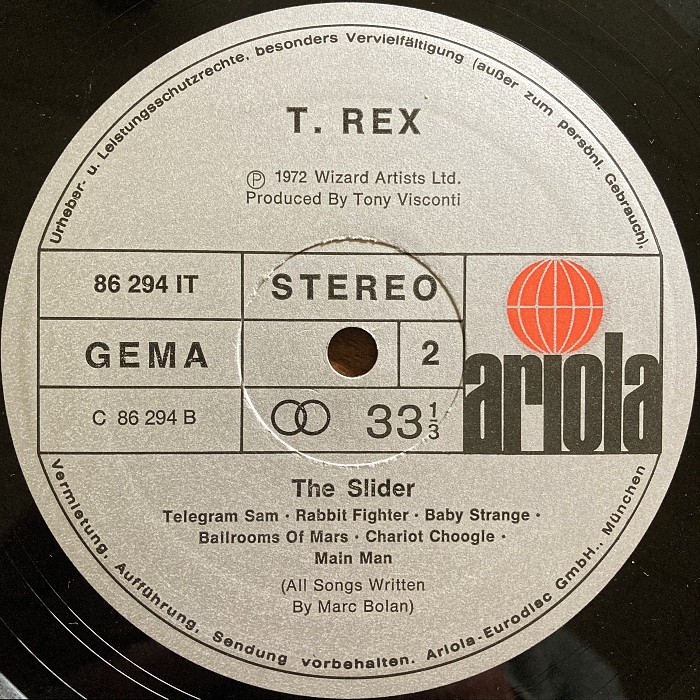 Urheber- u. Leistungsschutzrechte, besonders Vervielfältigung (außer zum persönl. Gebrauch),
T. REX
Ⓟ 1972 Wizard Artists Ltd.
Produced By Tony Visconti
86 294 IT
STEREO
GEMA
2
ariola
C 86 294 B
33 1/3
The Slider
Telegram Sam · Rabbit Fighter · Baby Strange ·
Ballrooms Of Mars · Chariot Choogle ·
Main Man
(All Songs Written
By Marc Bolan)
Vermietung, Aufführung, Sendung vorbehalten. Ariola-Eurodisc GmbH., München